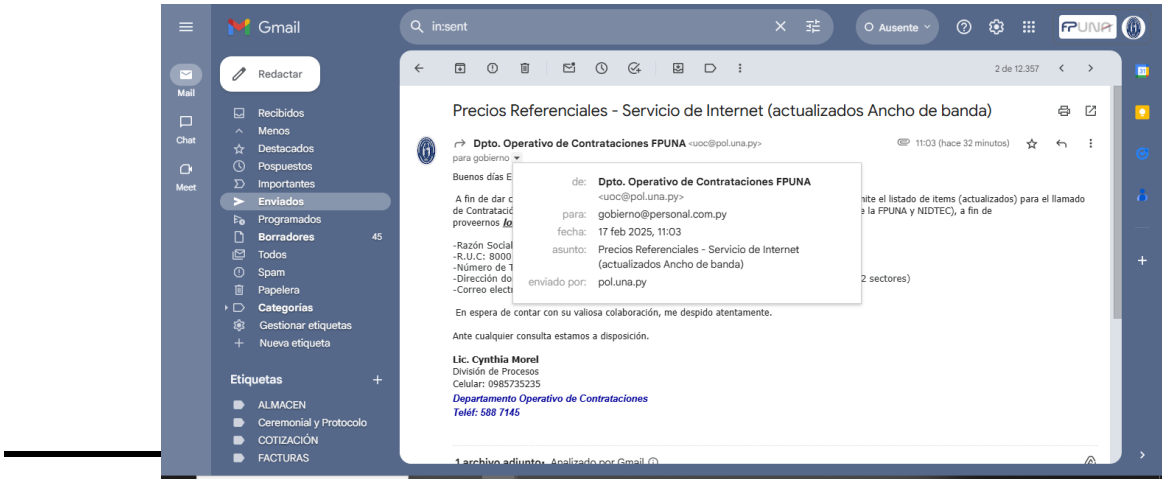 Gmail
in:sent
Ausente
FPUNA
Mail
Chat
Meet
Redactar
Recibidos
Menos
Destacados
Pospuestos
Importantes
Enviados
Programados
Borradores 45
Todos
Spam
Papelera
Categorías
Gestionar etiquetas
Nueva etiqueta
Etiquetas
ALMACEN
Ceremonial y Protocolo
COTIZACIÓN
FACTURAS
2 de 12.357
Precios Referenciales - Servicio de Internet (actualizados Ancho de banda)
Dpto. Operativo de Contrataciones FPUNA <uoc@pol.una.py>
11:03 (hace 32 minutos)
para gobierno
Buenos días E
de: Dpto. Operativo de Contrataciones FPUNA
<uoc@pol.una.py>
para: gobierno@personal.com.py
fecha: 17 feb 2025, 11:03
asunto: Precios Referenciales - Servicio de Internet
(actualizados Ancho de banda)
enviado por: pol.una.py
A fin de dar c nite el listado de items (actualizados) para el llamado
de Contratació e la FPUNA y NIDTEC), a fin de
proveernos lo
-Razón Social
-R.U.C: 8000
-Número de T
-Dirección do 2 sectores)
-Correo elect
En espera de contar con su valiosa colaboración, me despido atentamente.
Ante cualquier consulta estamos a disposición.
Lic. Cynthia Morel
División de Procesos
Celular: 0985735235
Departamento Operativo de Contrataciones
Teléf: 588 7145
1 archivo adjunto• Analizado por Gmail
31